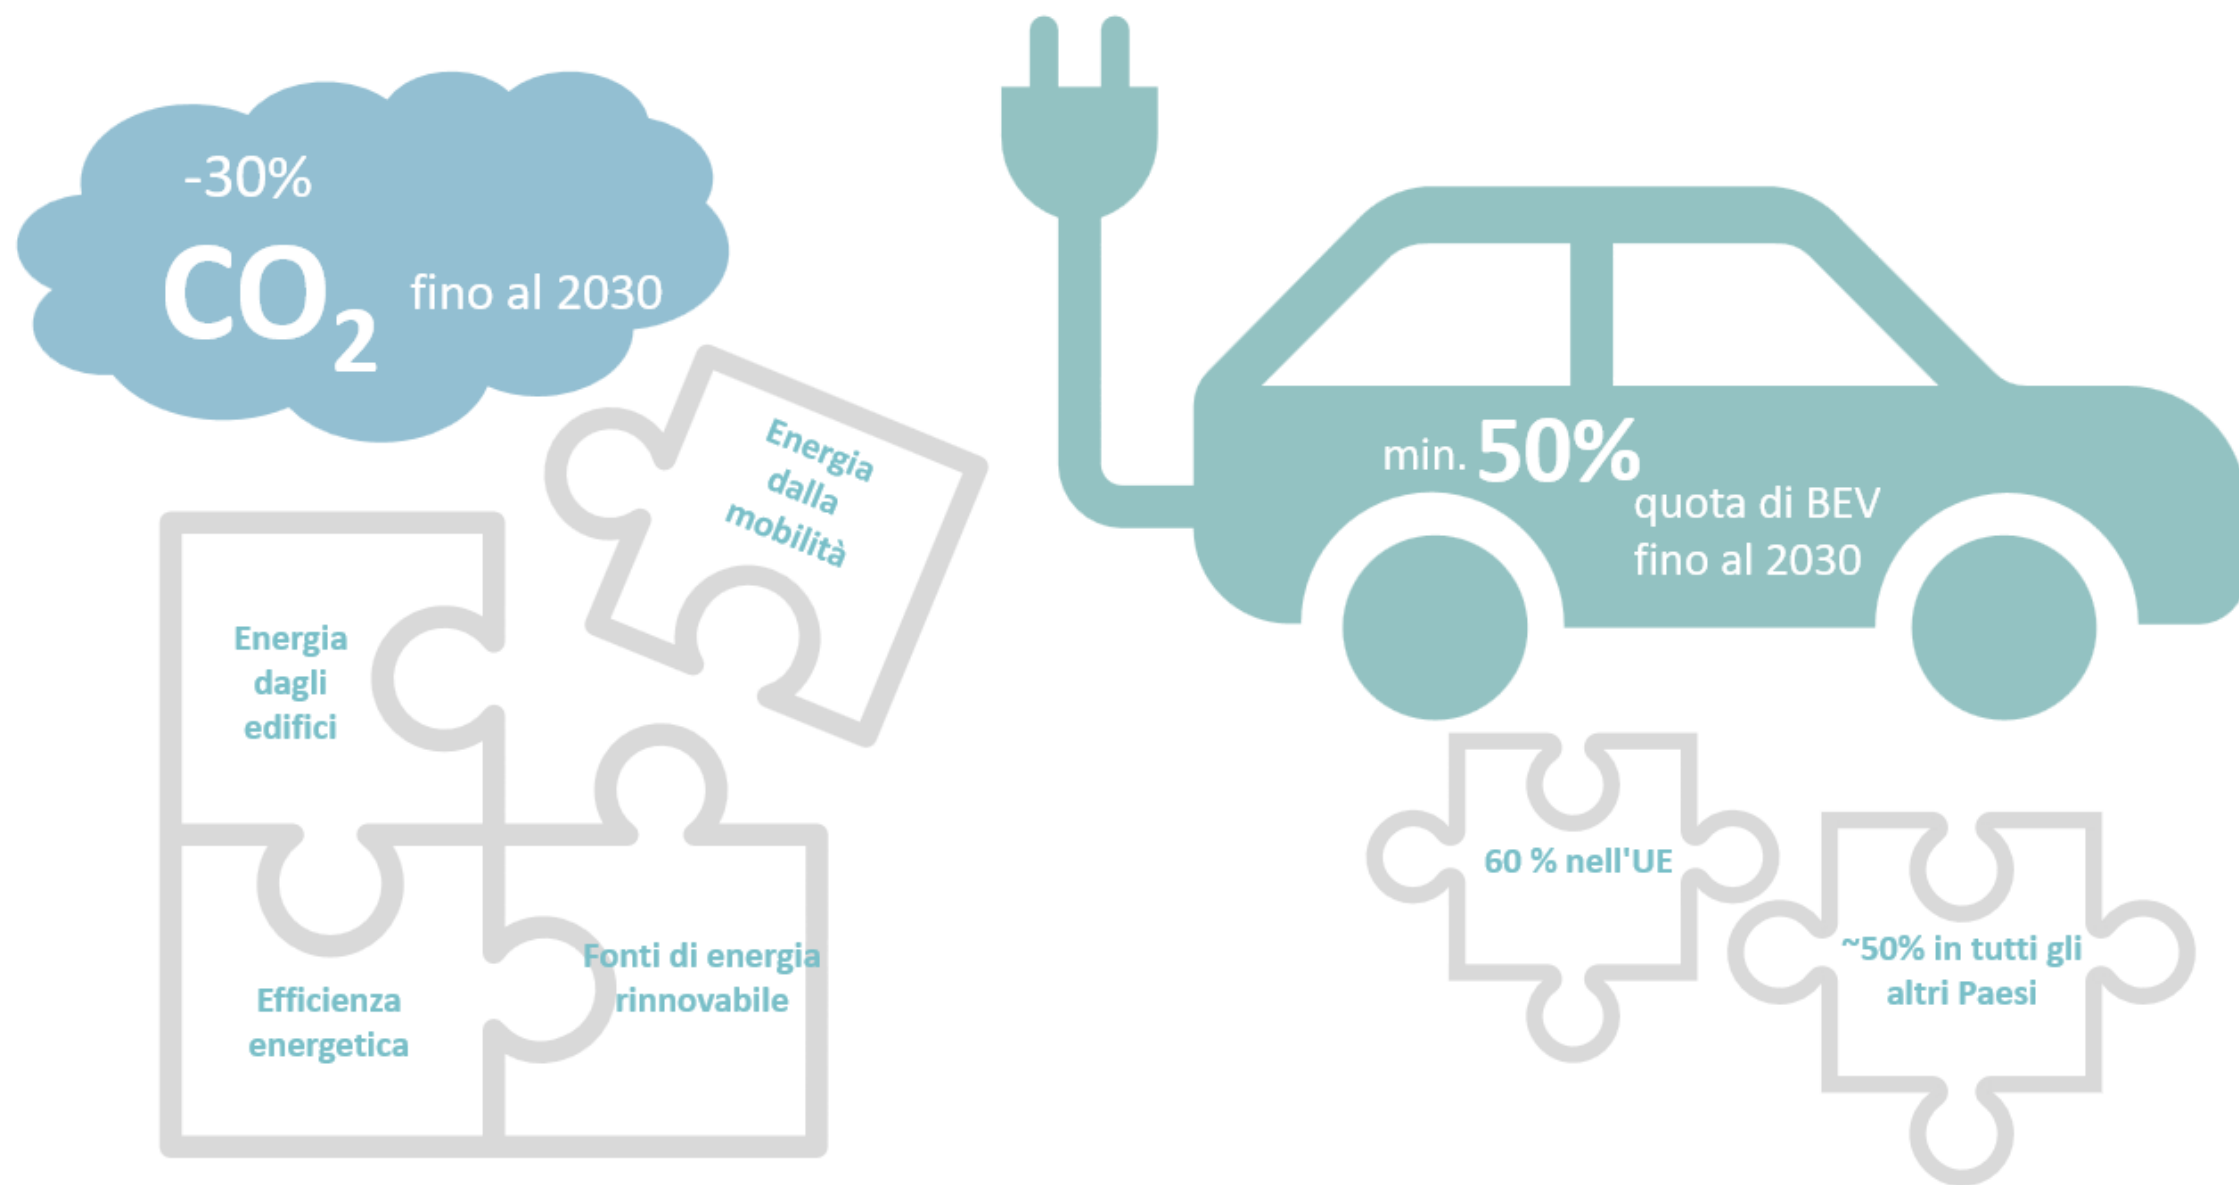 -30%
CO₂ fino al 2030
Energia
dalla
mobilità
Energia
dagli
edifici
Efficienza
energetica
Fonti di energia
rinnovabile
min. 50%
quota di BEV
fino al 2030
60 % nell'UE
~50% in tutti gli
altri Paesi